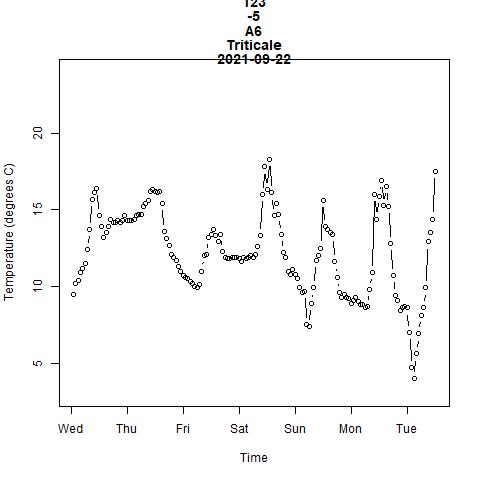 123
-5
A6
Triticale
2021-09-22
Temperature (degrees C)
20
15
10
5
Wed Thu Fri Sat Sun Mon Tue
Time